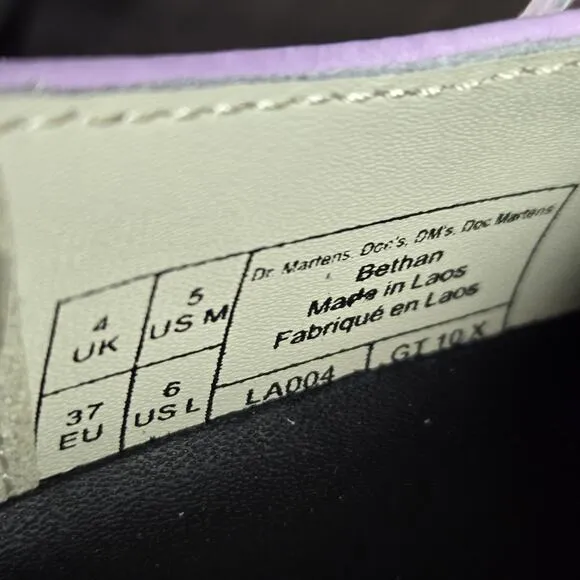 4
UK
5
US M
37
EU
6
US L
Dr. Martens. Doc's, DM's. Doc Martens
Bethan
Made in Laos
Fabriqué en Laos
LA004
GT 10 X